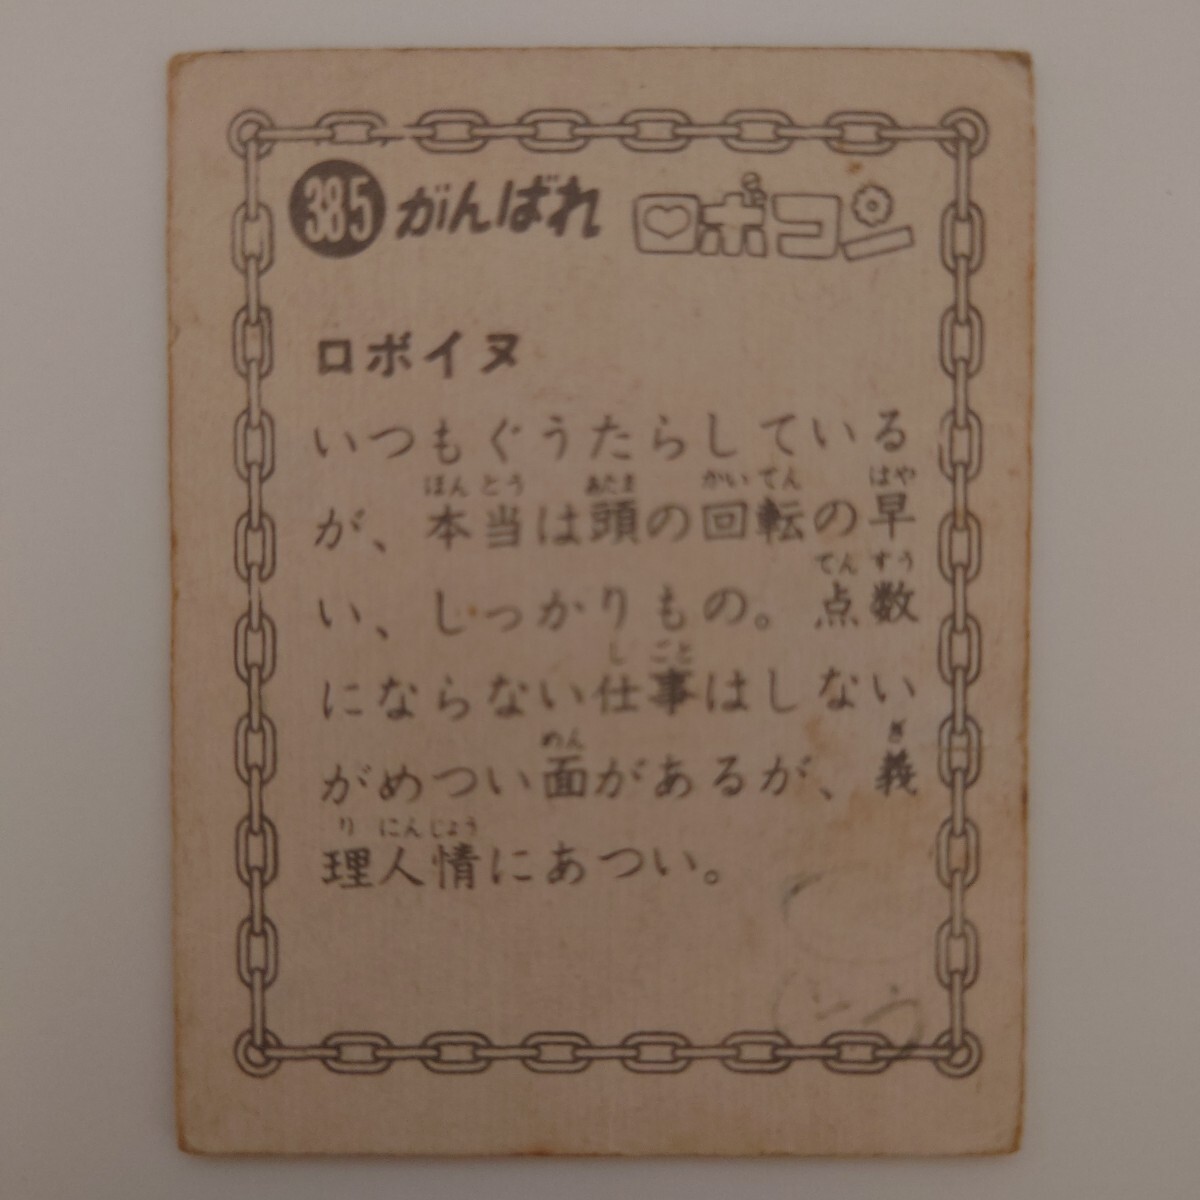 385 がんばれ ロボコン
ロボイヌ
いつもぐうたらしている
が、本当は頭の回転の早
い、しっかりもの。点数
にならない仕事はしない
がめつい面があるが、義
理人情にあつい。